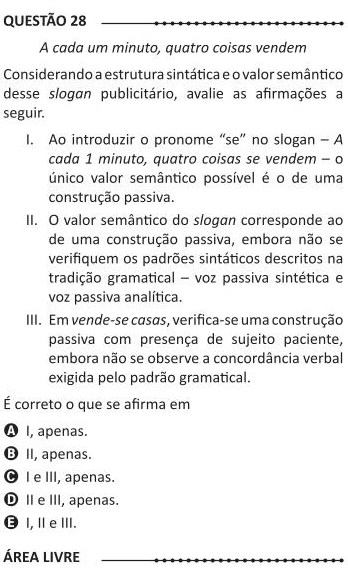 QUESTÃO 28
A cada um minuto, quatro coisas vendem
Considerando a estrutura sintática e o valor semântico
desse slogan publicitário, avalie as afirmações a
seguir.
I. Ao introduzir o pronome “se” no slogan – A
cada 1 minuto, quatro coisas se vendem – o
único valor semântico possível é o de uma
construção passiva.
II. O valor semântico do slogan corresponde ao
de uma construção passiva, embora não se
verifiquem os padrões sintáticos descritos na
tradição gramatical – voz passiva sintética e
voz passiva analítica.
III. Em vende-se casas, verifica-se uma construção
passiva com presença de sujeito paciente,
embora não se observe a concordância verbal
exigida pelo padrão gramatical.
É correto o que se afirma em
A I, apenas.
B II, apenas.
C I e III, apenas.
D II e III, apenas.
E I, II e III.
ÁREA LIVRE